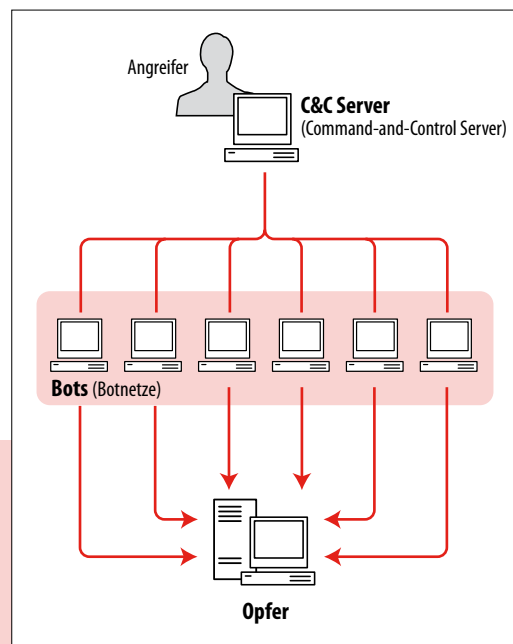 Angreifer
C&C Server
(Command-and-Control Server)
Bots (Botnetze)
Opfer